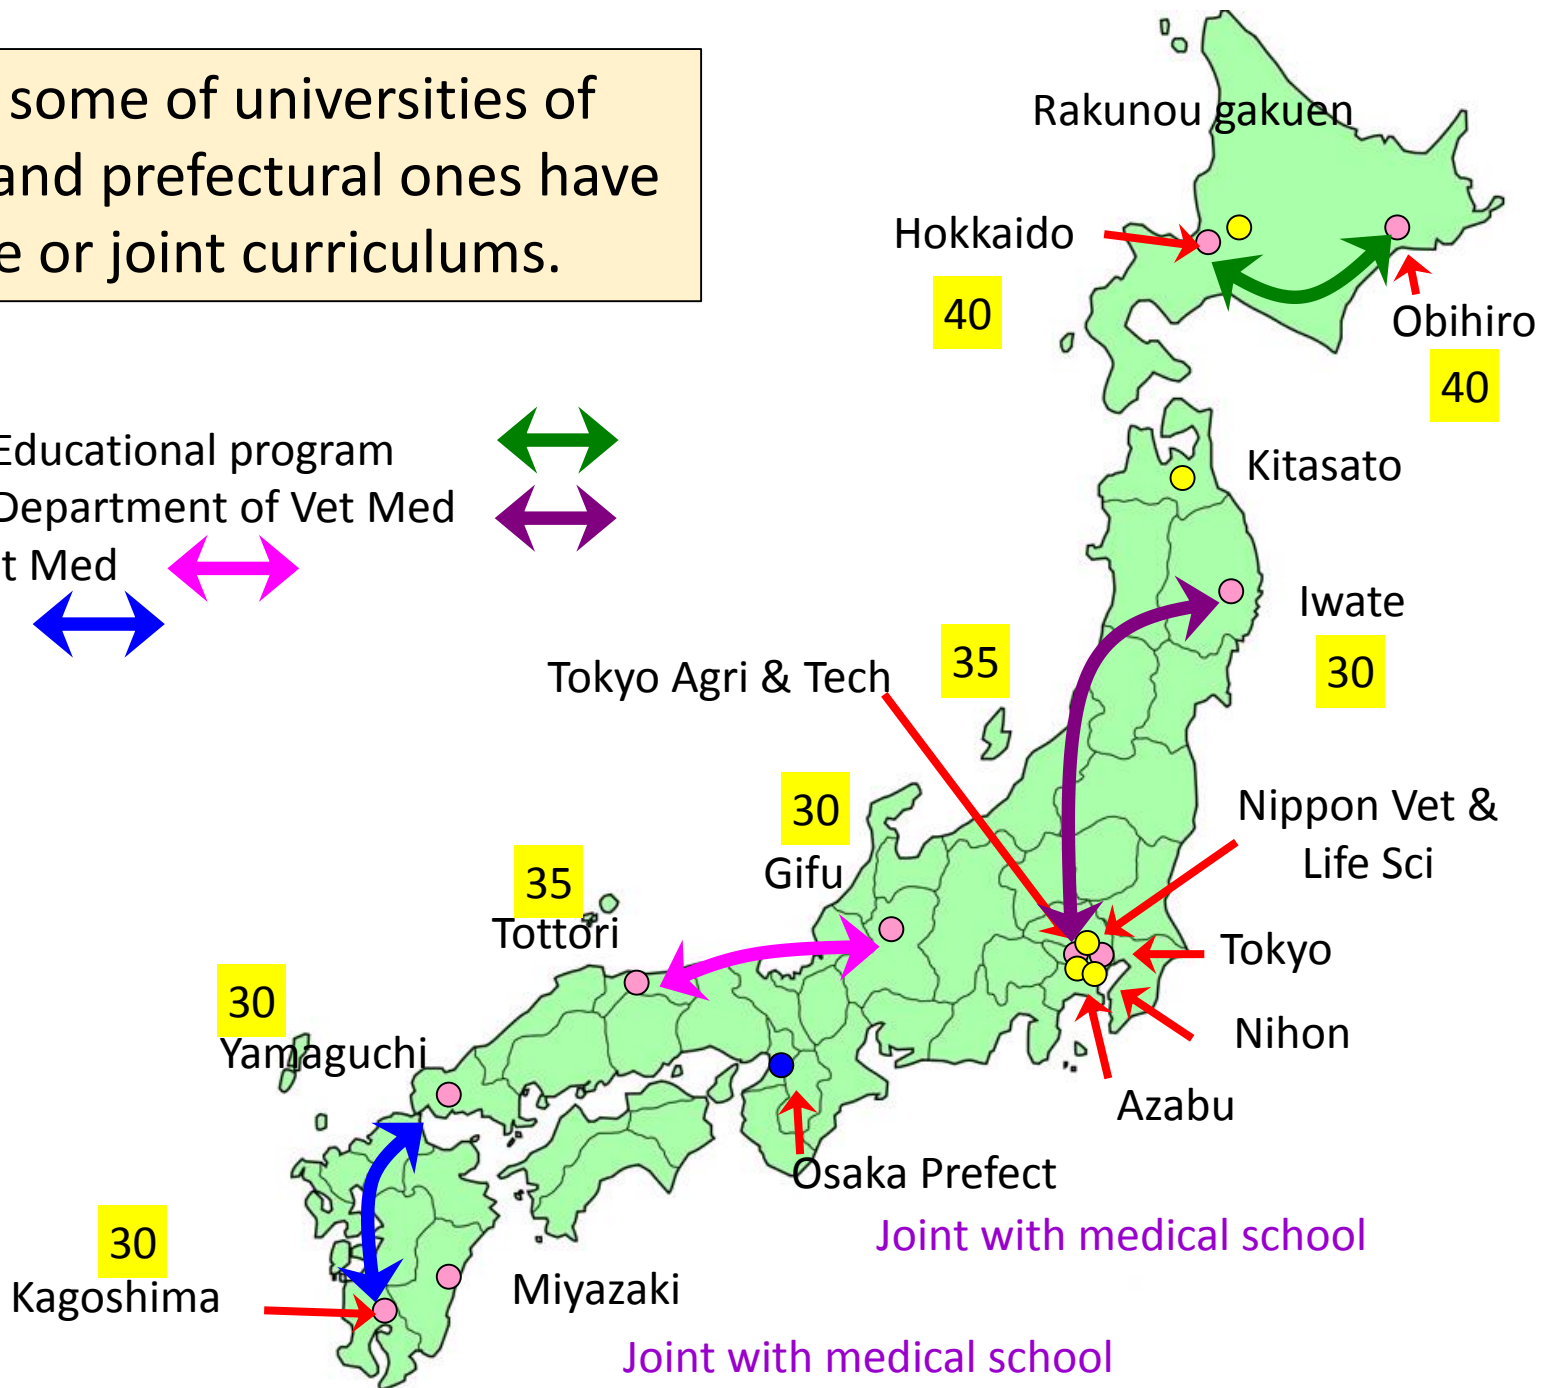 some of universities of
and prefectural ones have
e or joint curriculums.
Educational program
Department of Vet Med
t Med
Rakunou gakuen
Hokkaido
40
Obihiro
40
Kitasato
Iwate
30
Tokyo Agri & Tech
35
Nippon Vet &
Life Sci
30
Gifu
35
Tottori
Tokyo
30
Yamaguchi
Nihon
Azabu
Osaka Prefect
Joint with medical school
30
Kagoshima
Miyazaki
Joint with medical school